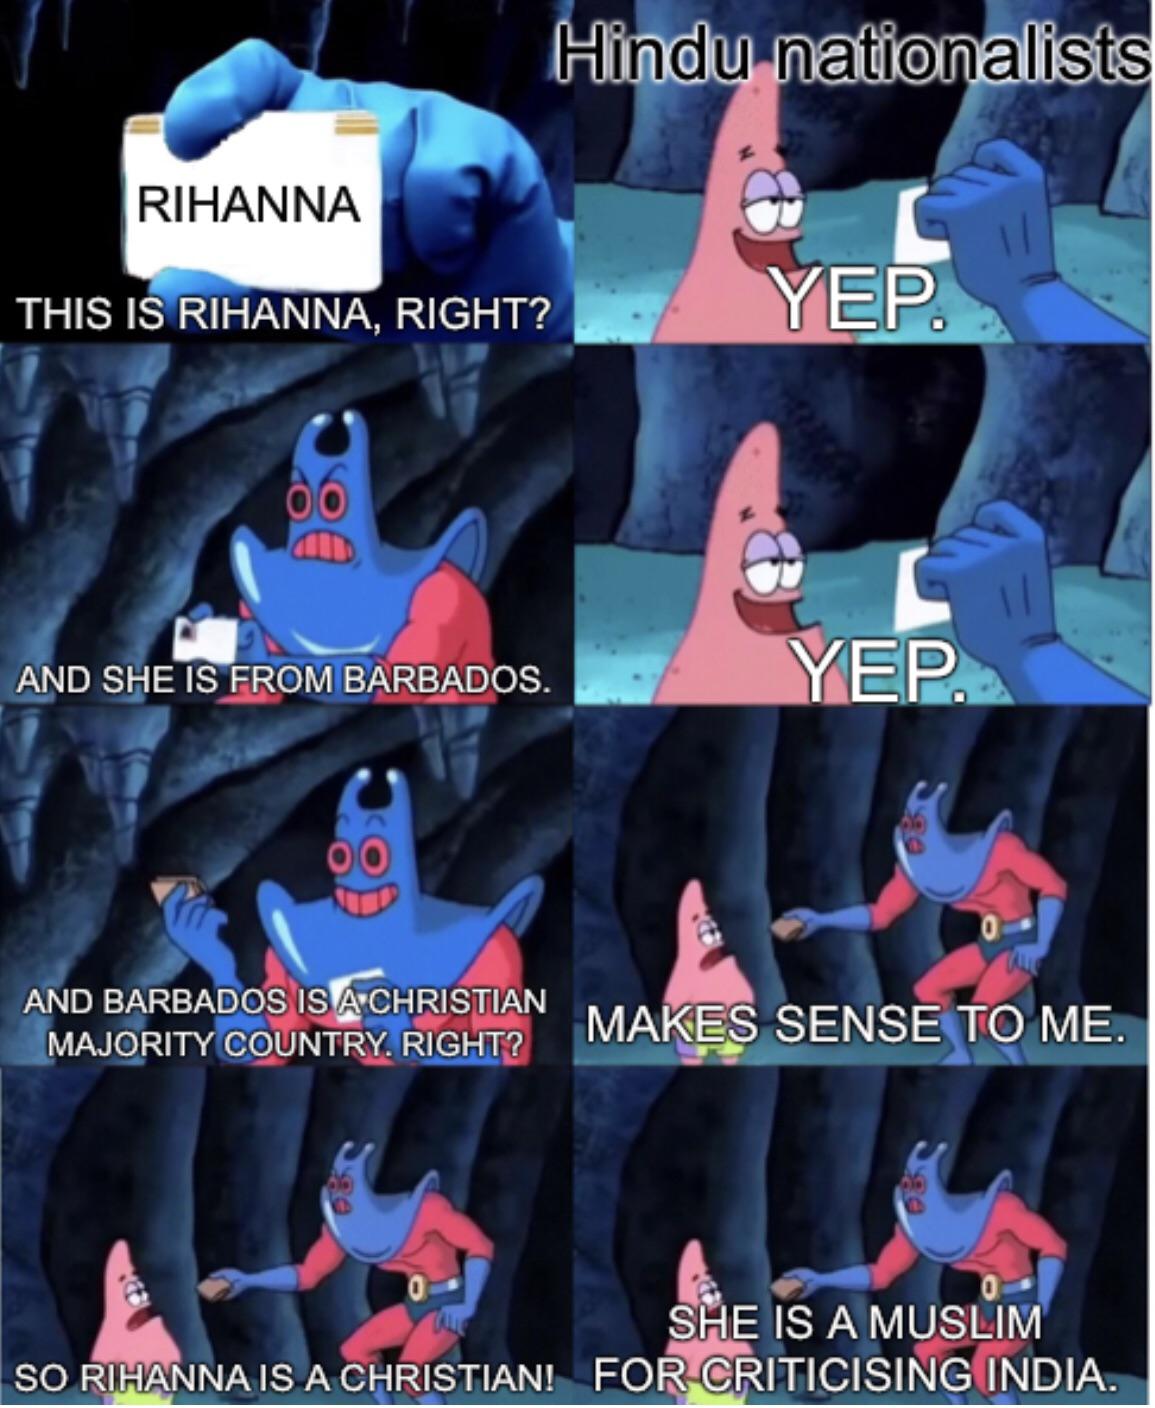 Hindu nationalists
RIHANNA
THIS IS RIHANNA, RIGHT?
YEP.
AND SHE IS FROM BARBADOS.
YEP.
AND BARBADOS IS A CHRISTIAN
MAJORITY COUNTRY. RIGHT?
MAKES SENSE TO ME.
SO RIHANNA IS A CHRISTIAN!
SHE IS A MUSLIM
FOR CRITICISING INDIA.